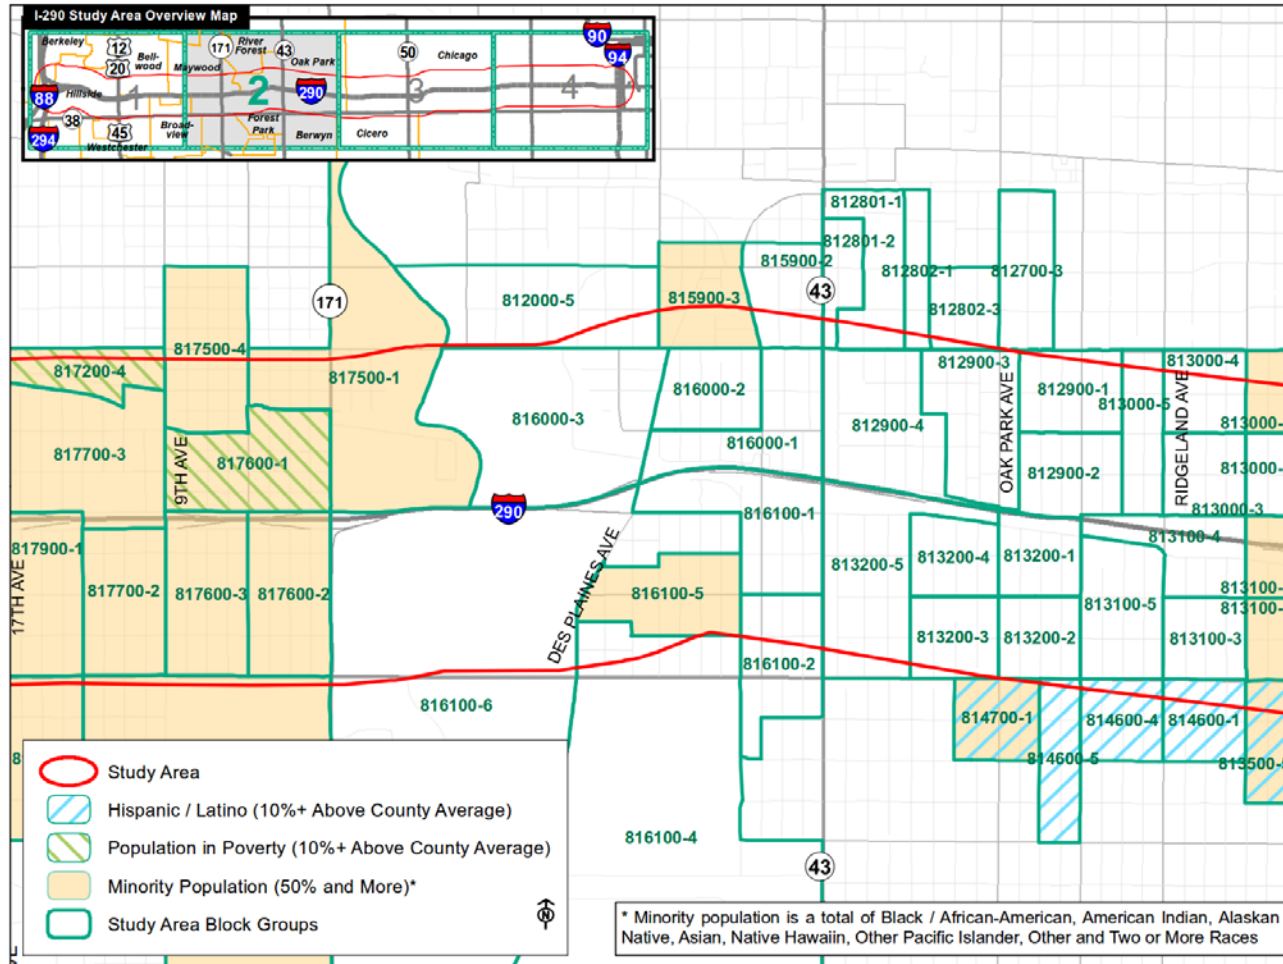 I-290 Study Area Overview Map
Berkeley
12
Bell-
wood
20
171
River
Forest
43
Oak Park
50
Chicago
90
94
Maywood
88
Hillside
1
2
290
3
4
38
45
Broad-
view
Forest
Park
Berwyn
Cicero
294
Westchester
812801-1
812801-2
815900-2
812802-1
812700-3
171
812000-5
815900-3
43
812802-3
817500-4
817200-4
817500-1
816000-2
812900-3
812900-1
813000-4
813000-5
816000-3
816000-1
812900-4
813000-
817700-3
9TH AVE
817600-1
OAK PARK AVE
812900-2
RIDGELAND AVE
813000-
290
816100-1
813000-3
813100-4
817900-1
17TH AVE
817700-2
817600-3
817600-2
DES PLAINES AVE
816100-5
813200-5
813200-4
813200-1
813100-5
813100-
813100-
813200-3
813200-2
813100-3
816100-2
816100-6
814700-1
814600-4
814600-1
814600-5
813500-
8
816100-4
43
Study Area
Hispanic / Latino (10%+ Above County Average)
Population in Poverty (10%+ Above County Average)
Minority Population (50% and More)*
Study Area Block Groups
N
* Minority population is a total of Black / African-American, American Indian, Alaskan
Native, Asian, Native Hawaiin, Other Pacific Islander, Other and Two or More Races